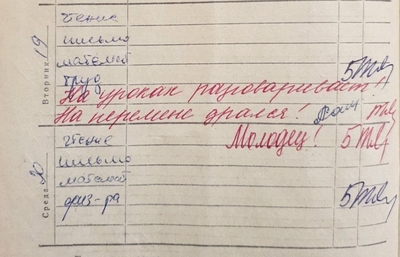 Вторник 19
чтение
письмо
математ 5
труд
На уроках разговаривает!
На перемене дрался!
чтение Молодец! 5
письмо
Среда 20
математ
физ-ра 5